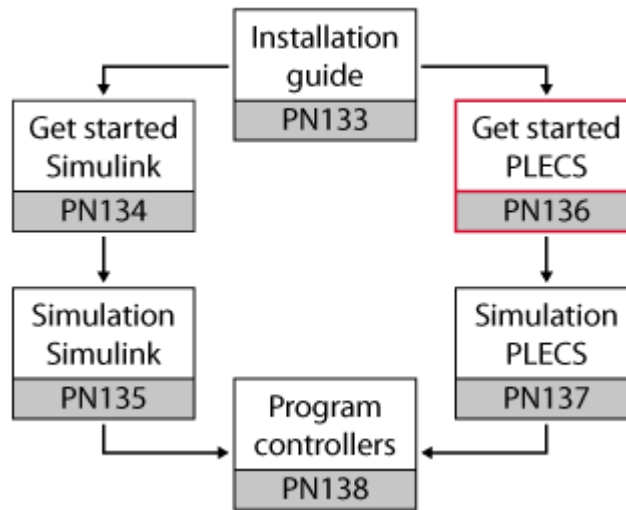 Installation
guide
PN133
Get started
Simulink
PN134
Get started
PLECS
PN136
Simulation
Simulink
PN135
Simulation
PLECS
PN137
Program
controllers
PN138